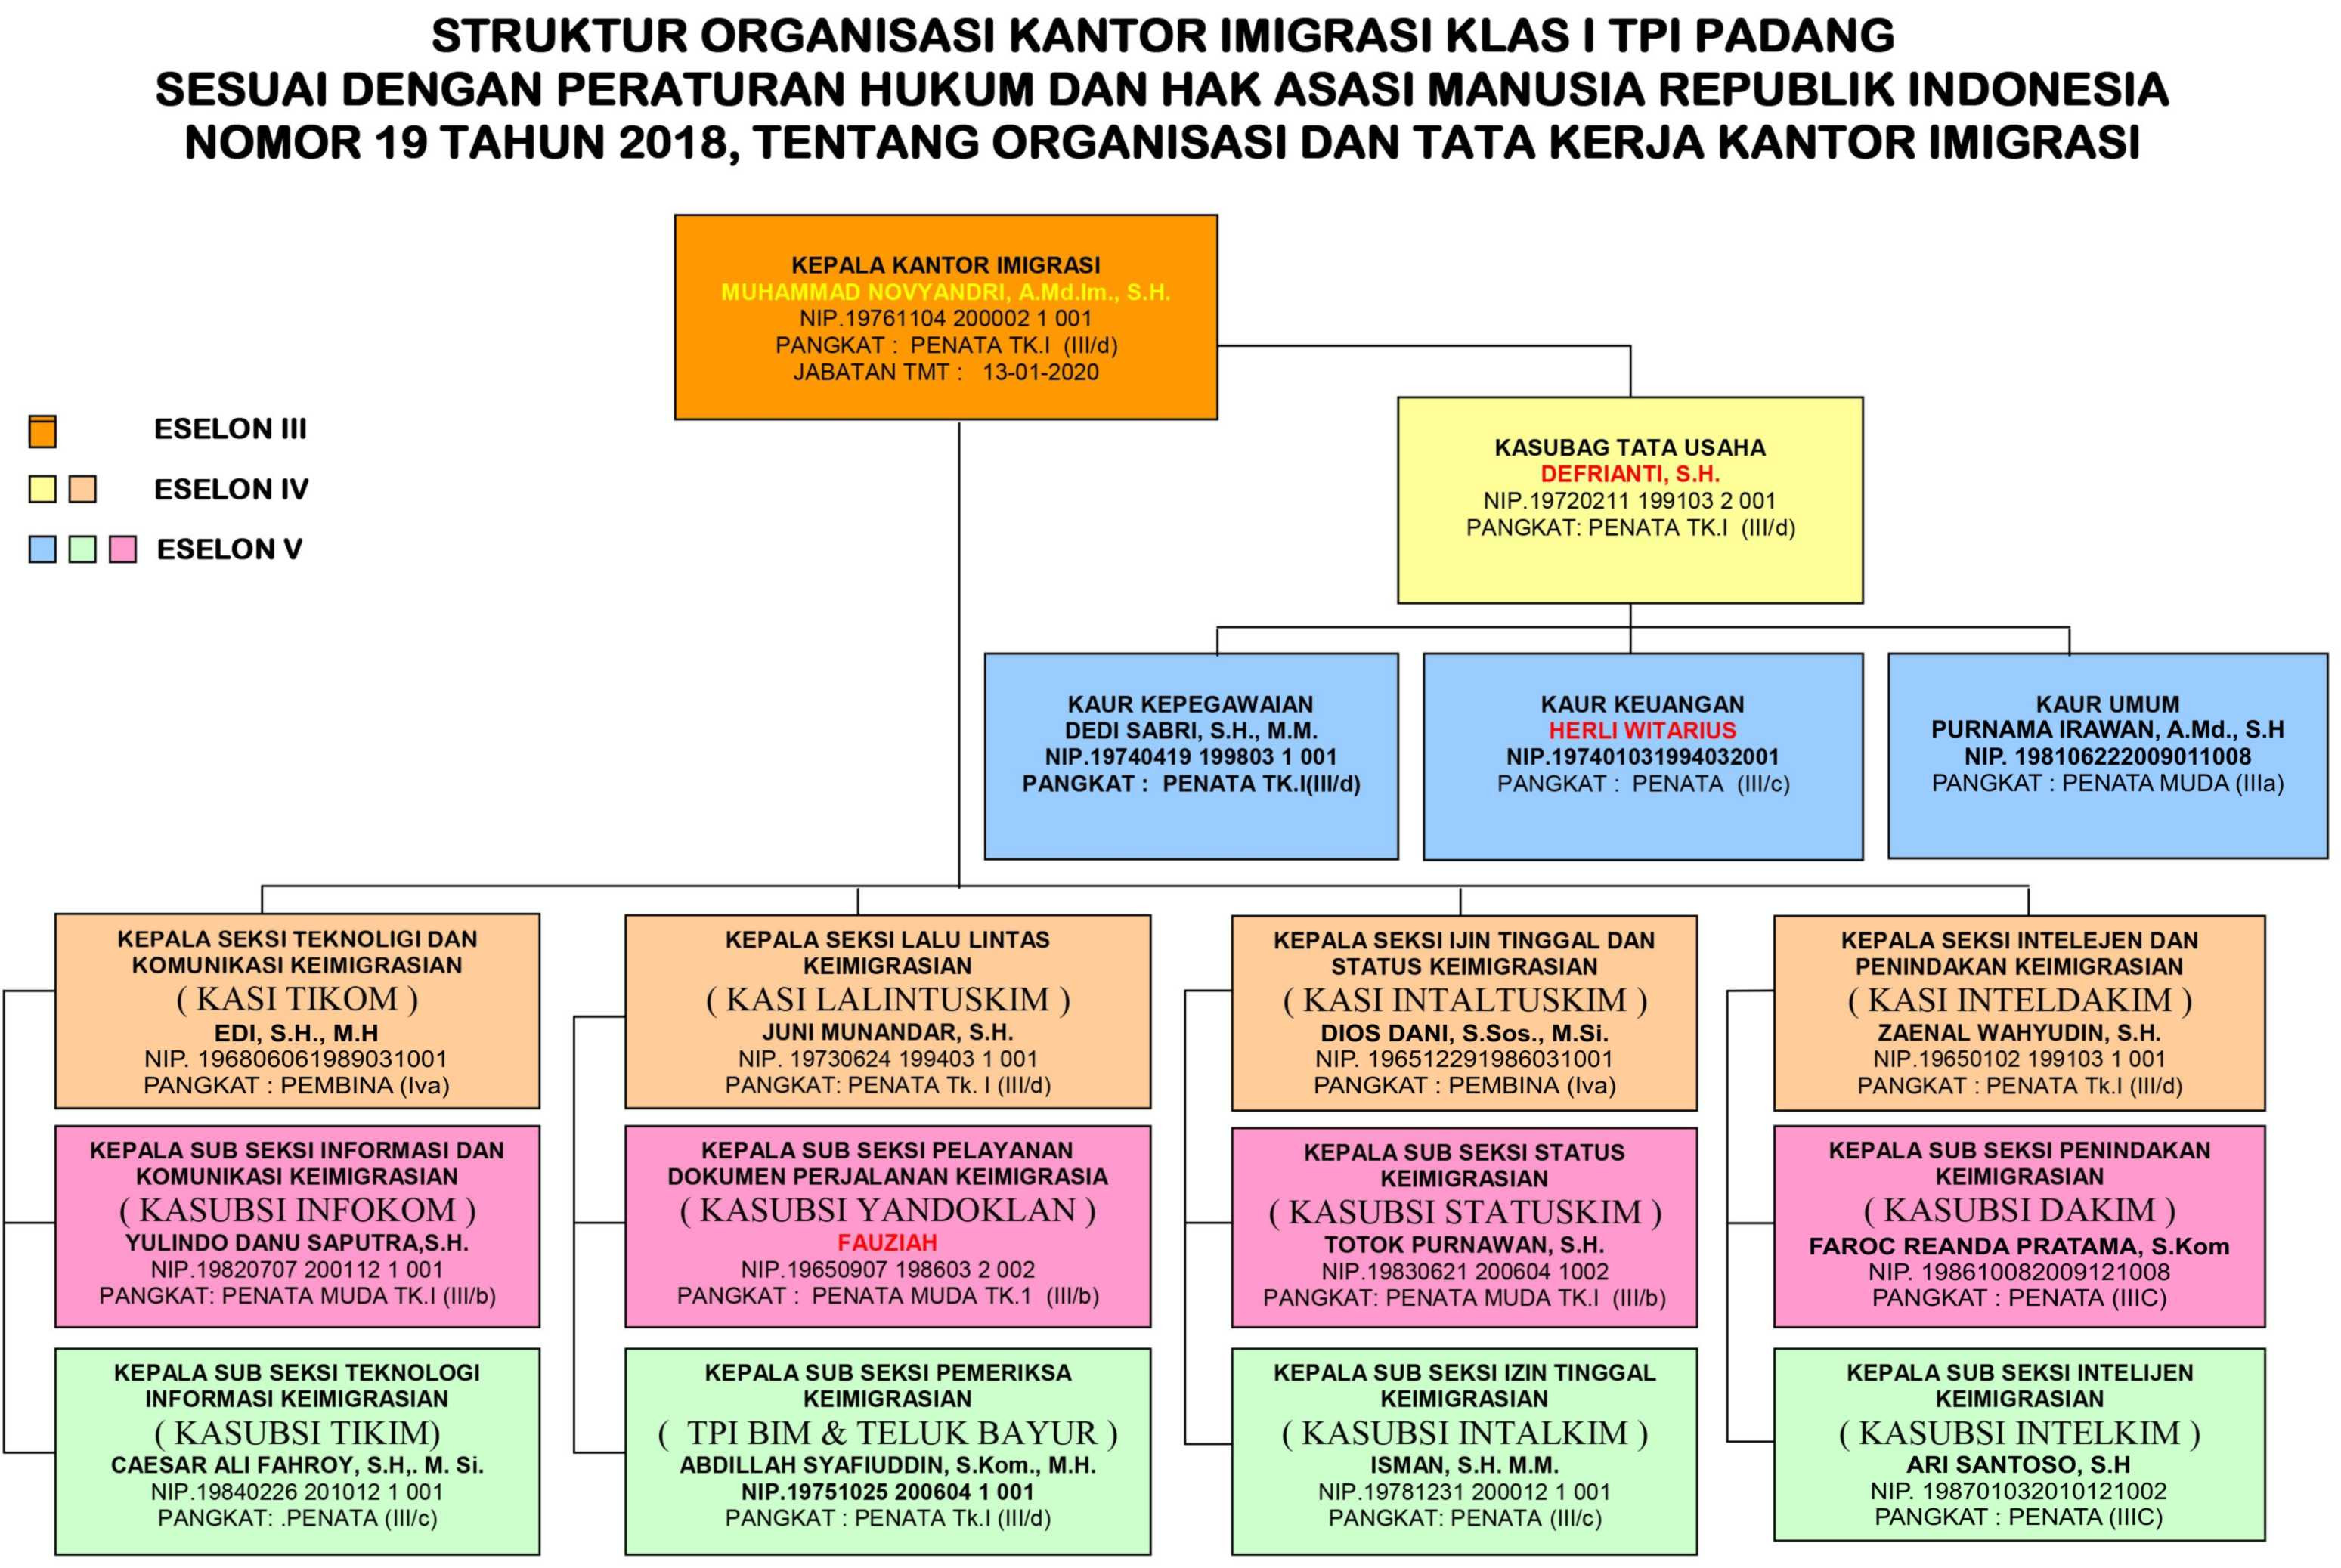 STRUKTUR ORGANISASI KANTOR IMIGRASI KLAS I TPI PADANG
SESUAI DENGAN PERATURAN HUKUM DAN HAK ASASI MANUSIA REPUBLIK INDONESIA
NOMOR 19 TAHUN 2018, TENTANG ORGANISASI DAN TATA KERJA KANTOR IMIGRASI
KEPALA KANTOR IMIGRASI
MUHAMMAD NOVYANDRI, A.Md.Im., S.H.
NIP.19761104 200002 1 001
PANGKAT : PENATA TK.I (III/d)
JABATAN TMT : 13-01-2020
ESELON III
ESELON IV
ESELON V
KASUBAG TATA USAHA
DEFRIANTI, S.H.
NIP.19720211 199103 2 001
PANGKAT: PENATA TK.I (III/d)
KAUR KEPEGAWAIAN
DEDI SABRI, S.H., M.M.
NIP.19740419 199803 1 001
PANGKAT : PENATA TK.I(III/d)
KAUR KEUANGAN
HERLI WITARIUS
NIP.197401031994032001
PANGKAT : PENATA (III/c)
KAUR UMUM
PURNAMA IRAWAN, A.Md., S.H
NIP. 198106222009011008
PANGKAT : PENATA MUDA (IIIa)
KEPALA SEKSI TEKNOLIGI DAN
KOMUNIKASI KEIMIGRASIAN
( KASI TIKOM )
EDI, S.H., M.H
NIP. 196806061989031001
PANGKAT : PEMBINA (Iva)
KEPALA SEKSI LALU LINTAS
KEIMIGRASIAN
( KASI LALINTUSKIM )
JUNI MUNANDAR, S.H.
NIP. 19730624 199403 1 001
PANGKAT: PENATA Tk. I (III/d)
KEPALA SEKSI IJIN TINGGAL DAN
STATUS KEIMIGRASIAN
( KASI INTALTUSKIM )
DIOS DANI, S.Sos., M.Si.
NIP. 196512291986031001
PANGKAT : PEMBINA (Iva)
KEPALA SEKSI INTELEJEN DAN
PENINDAKAN KEIMIGRASIAN
( KASI INTELDAKIM )
ZAENAL WAHYUDIN, S.H.
NIP.19650102 199103 1 001
PANGKAT : PENATA Tk.I (III/d)
KEPALA SUB SEKSI INFORMASI DAN
KOMUNIKASI KEIMIGRASIAN
( KASUBSI INFOKOM )
YULINDO DANU SAPUTRA,S.H.
NIP.19820707 200112 1 001
PANGKAT: PENATA MUDA TK.I (III/b)
KEPALA SUB SEKSI PELAYANAN
DOKUMEN PERJALANAN KEIMIGRASIA
( KASUBSI YANDOKLAN )
FAUZIAH
NIP.19650907 198603 2 002
PANGKAT : PENATA MUDA TK.1 (III/b)
KEPALA SUB SEKSI STATUS
KEIMIGRASIAN
( KASUBSI STATUSKIM )
TOTOK PURNAWAN, S.H.
NIP.19830621 200604 1002
PANGKAT: PENATA MUDA TK.I (III/b)
KEPALA SUB SEKSI PENINDAKAN
KEIMIGRASIAN
( KASUBSI DAKIM )
FAROC REANDA PRATAMA, S.Kom
NIP. 198610082009121008
PANGKAT : PENATA (IIIC)
KEPALA SUB SEKSI TEKNOLOGI
INFORMASI KEIMIGRASIAN
( KASUBSI TIKIM)
CAESAR ALI FAHROY, S.H,. M. Si.
NIP.19840226 201012 1 001
PANGKAT: .PENATA (III/c)
KEPALA SUB SEKSI PEMERIKSA
KEIMIGRASIAN
( TPI BIM & TELUK BAYUR )
ABDILLAH SYAFIUDDIN, S.Kom., M.H.
NIP.19751025 200604 1 001
PANGKAT : PENATA Tk.I (III/d)
KEPALA SUB SEKSI IZIN TINGGAL
KEIMIGRASIAN
( KASUBSI INTALKIM )
ISMAN, S.H. M.M.
NIP.19781231 200012 1 001
PANGKAT: PENATA (III/c)
KEPALA SUB SEKSI INTELIJEN
KEIMIGRASIAN
( KASUBSI INTELKIM )
ARI SANTOSO, S.H
NIP. 198701032010121002
PANGKAT : PENATA (IIIC)